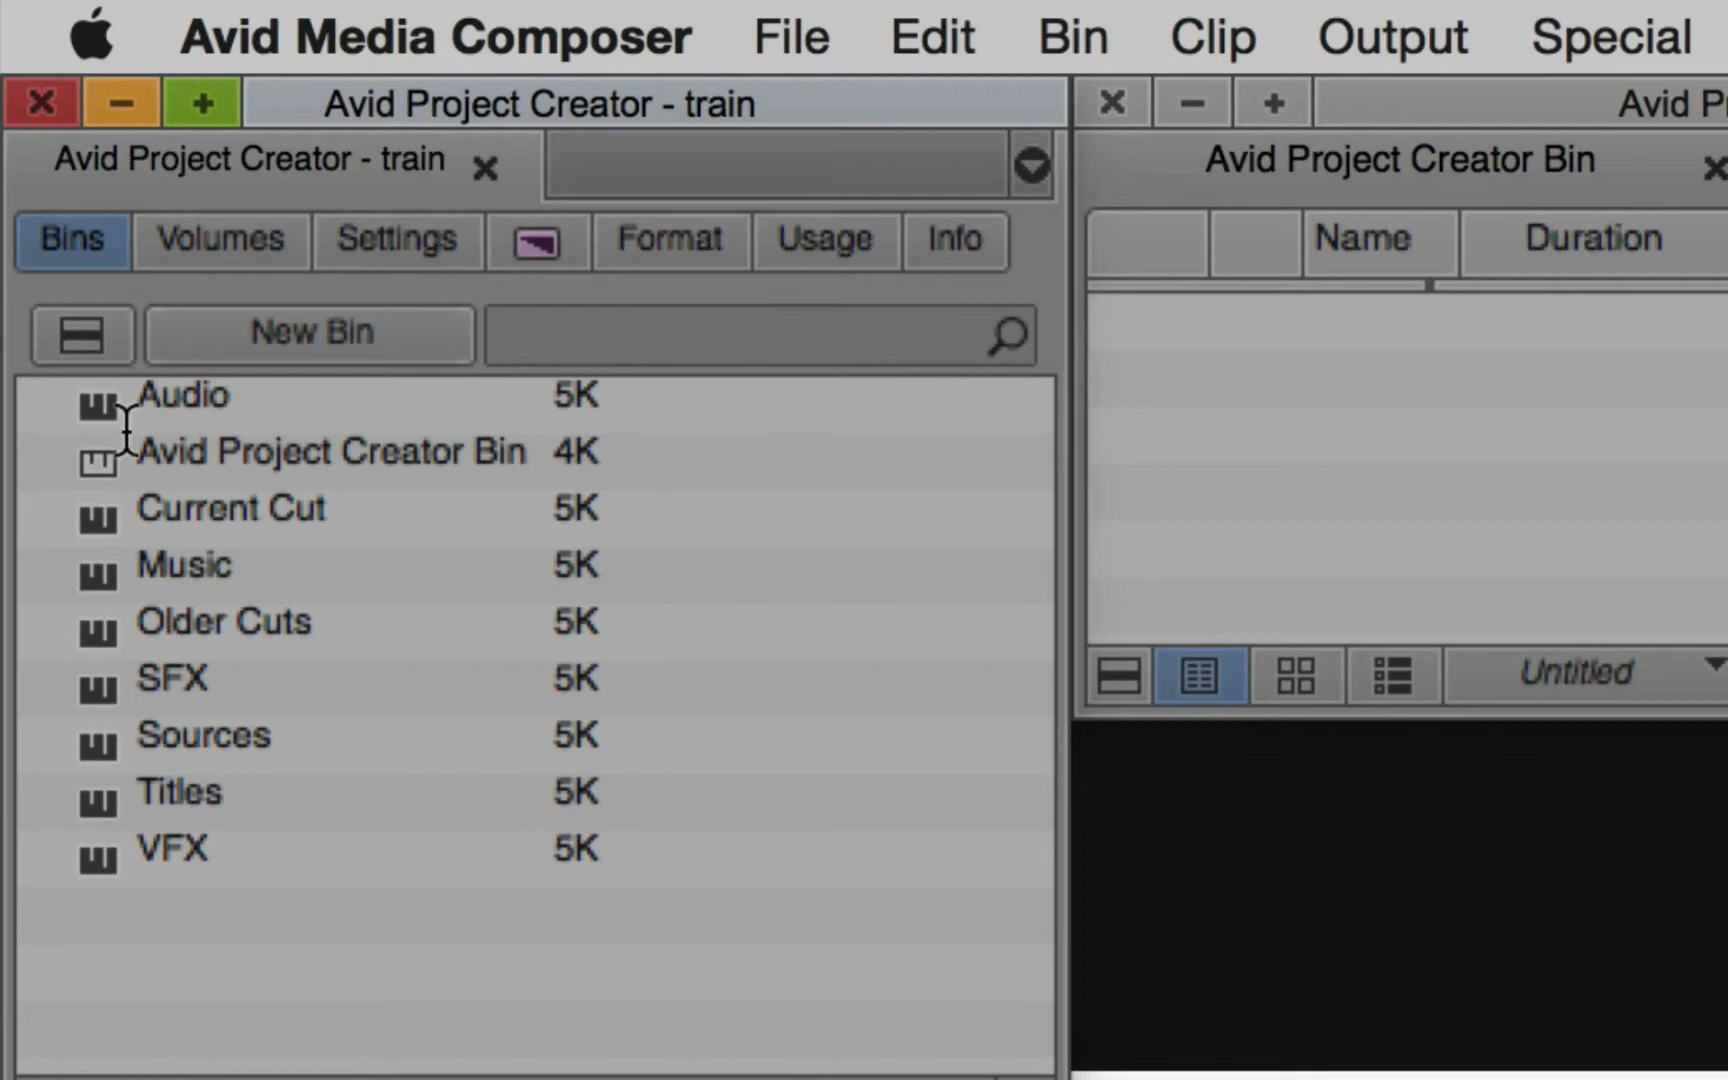 Avid Media Composer File Edit Bin Clip Output Special
Avid Project Creator - train
Avid Project Creator - train
Bins Volumes Settings Format Usage Info
New Bin
Audio 5K
Avid Project Creator Bin 4K
Current Cut 5K
Music 5K
Older Cuts 5K
SFX 5K
Sources 5K
Titles 5K
VFX 5K
Avid Pr
Avid Project Creator Bin
Name Duration
Untitled